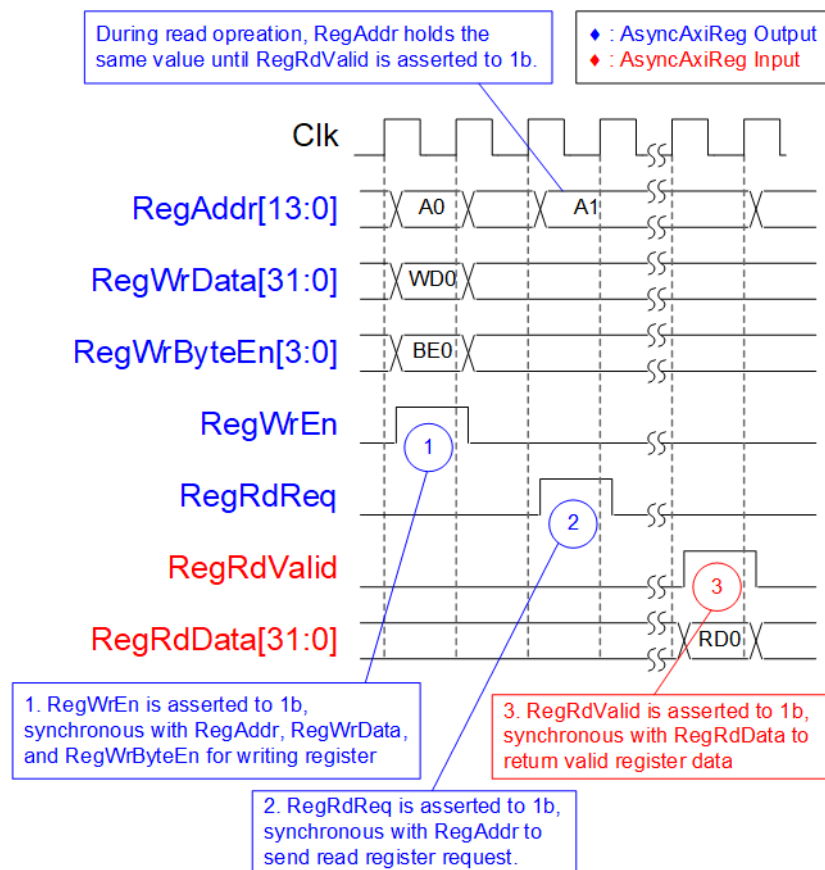 During read opreation, RegAddr holds the
same value until RegRdValid is asserted to 1b.
♦ : AsyncAxiReg Output
♦ : AsyncAxiReg Input
Clk
RegAddr[13:0]
A0
A1
RegWrData[31:0]
WD0
RegWrByteEn[3:0]
BE0
RegWrEn
1
RegRdReq
2
RegRdValid
3
RegRdData[31:0]
RD0
1. RegWrEn is asserted to 1b,
synchronous with RegAddr, RegWrData,
and RegWrByteEn for writing register
3. RegRdValid is asserted to 1b,
synchronous with RegRdData to
return valid register data
2. RegRdReq is asserted to 1b,
synchronous with RegAddr to
send read register request.